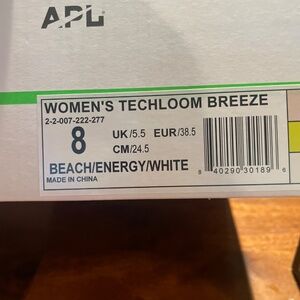 APL
WOMEN'S TECHLOOM BREEZE
2-2-007-222-277
8 UK/5.5 EUR/38.5
CM/24.5
BEACH/ENERGY/WHITE
MADE IN CHINA
8 40290 30189 6